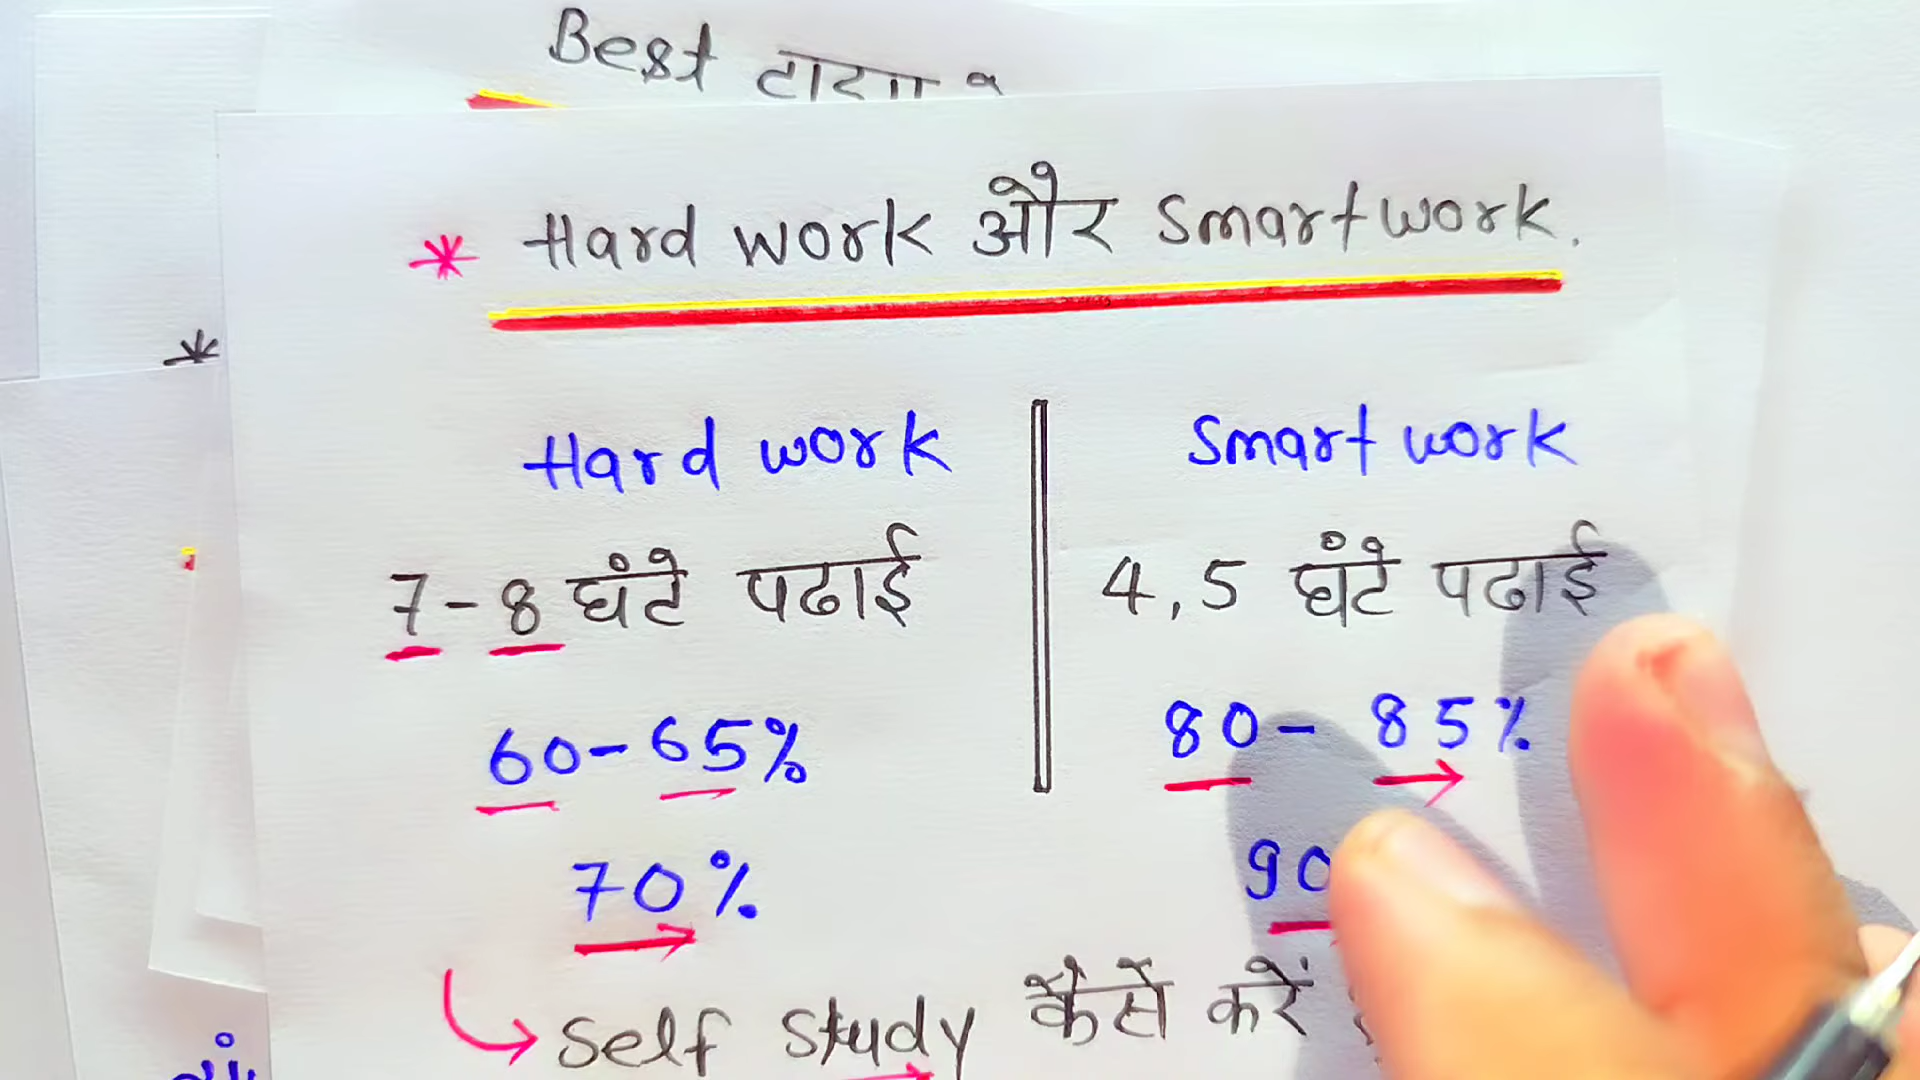 Best
* Hard work और Smart work.
Hard work
Smart work
7-8 घंटे पढाई
4,5 घंटे पढाई
60-65%
80-85%
70%
90
Self study कैसे करें